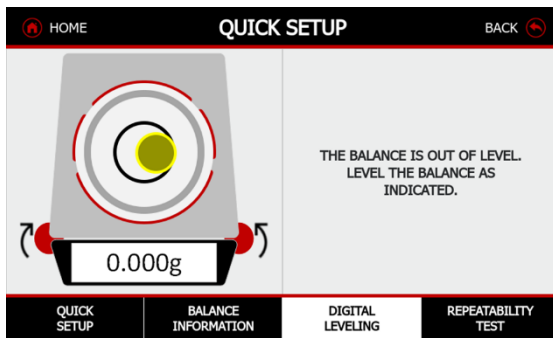 HOME
QUICK SETUP
BACK
THE BALANCE IS OUT OF LEVEL.
LEVEL THE BALANCE AS
INDICATED.
0.000g
QUICK
SETUP
BALANCE
INFORMATION
DIGITAL
LEVELING
REPEATABILITY
TEST